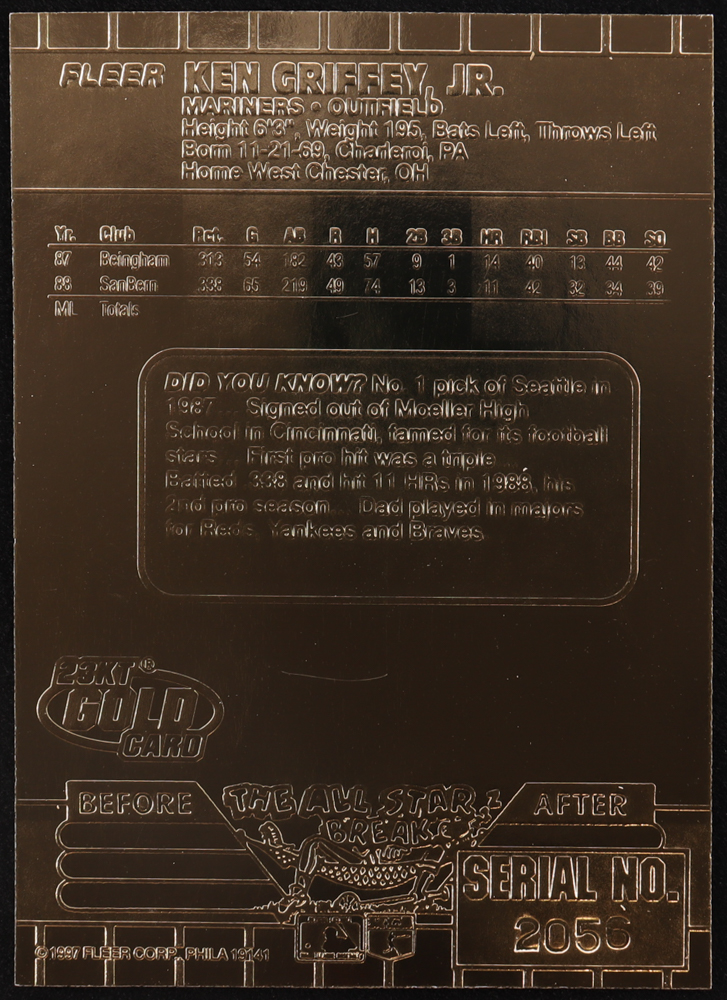 FLEER
KEN GRIFFEY, JR.
MARINERS • OUTFIELD
Height 6'3", Weight 195, Bats Left, Throws Left
Born 11-21-69, Charleroi, PA
Home West Chester, OH
Yr. Club Pct. G AB R H 2B 3B HR RBI SB BB SO
87 Belngham .313 54 182 43 57 9 1 14 40 13 44 42
88 SanBern .338 65 219 49 74 13 3 11 42 32 34 39
ML Totals
DID YOU KNOW? No. 1 pick of Seattle in
1987... Signed out of Moeller High
School in Cincinnati, famed for its football
stars... First pro hit was a triple...
Batted .338 and hit 11 HRs in 1988, his
2nd pro season... Dad played in majors
for Reds, Yankees and Braves.
23KT®
GOLD
CARD
BEFORE THE ALL STAR AFTER
BREAK
SERIAL NO.
2056
©1997 FLEER CORP., PHILA 19141